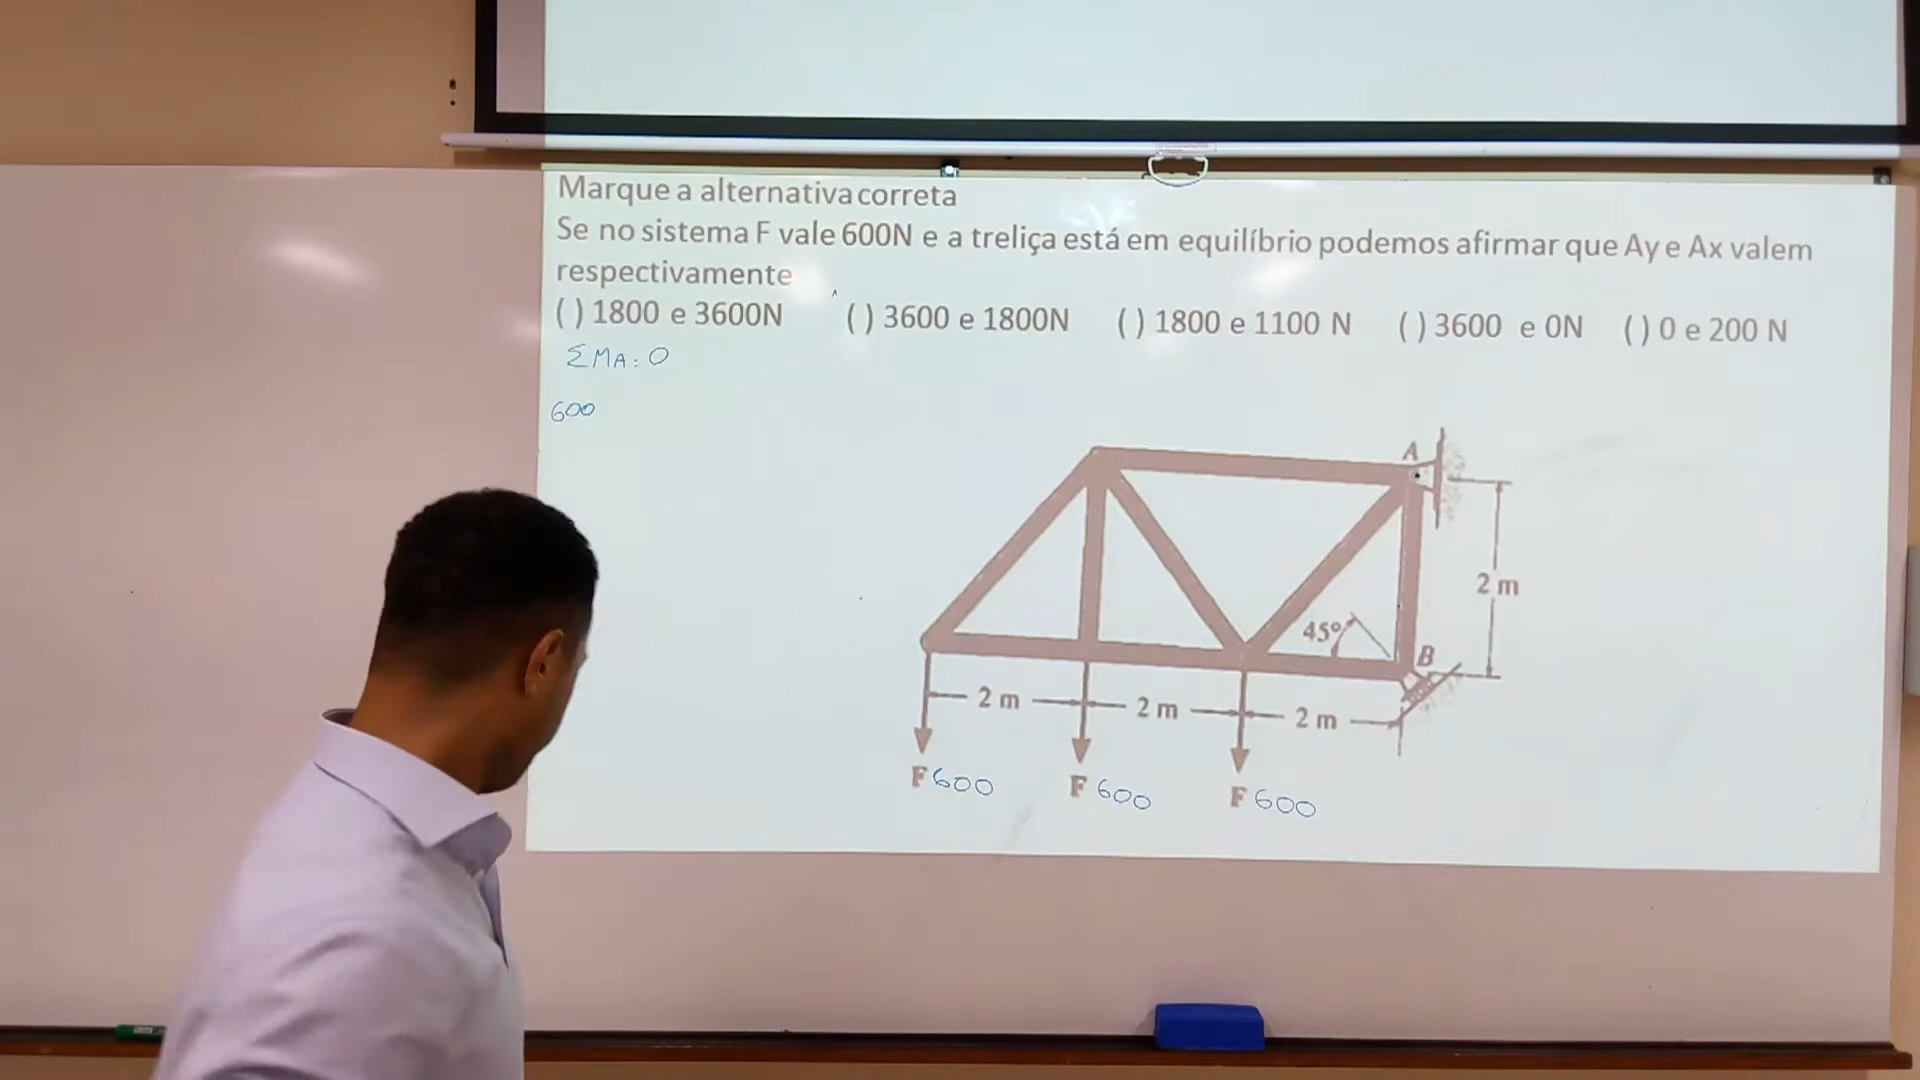 Marque a alternativa correta
Se no sistema F vale 600N e a treliça está em equilíbrio podemos afirmar que Ay e Ax valem
respectivamente
( ) 1800 e 3600N ( ) 3600 e 1800N ( ) 1800 e 1100 N ( ) 3600 e 0N ( ) 0 e 200 N
ΣMA: 0
600
A
2 m
45º
B
2 m 2 m 2 m
F 600 F 600 F 600